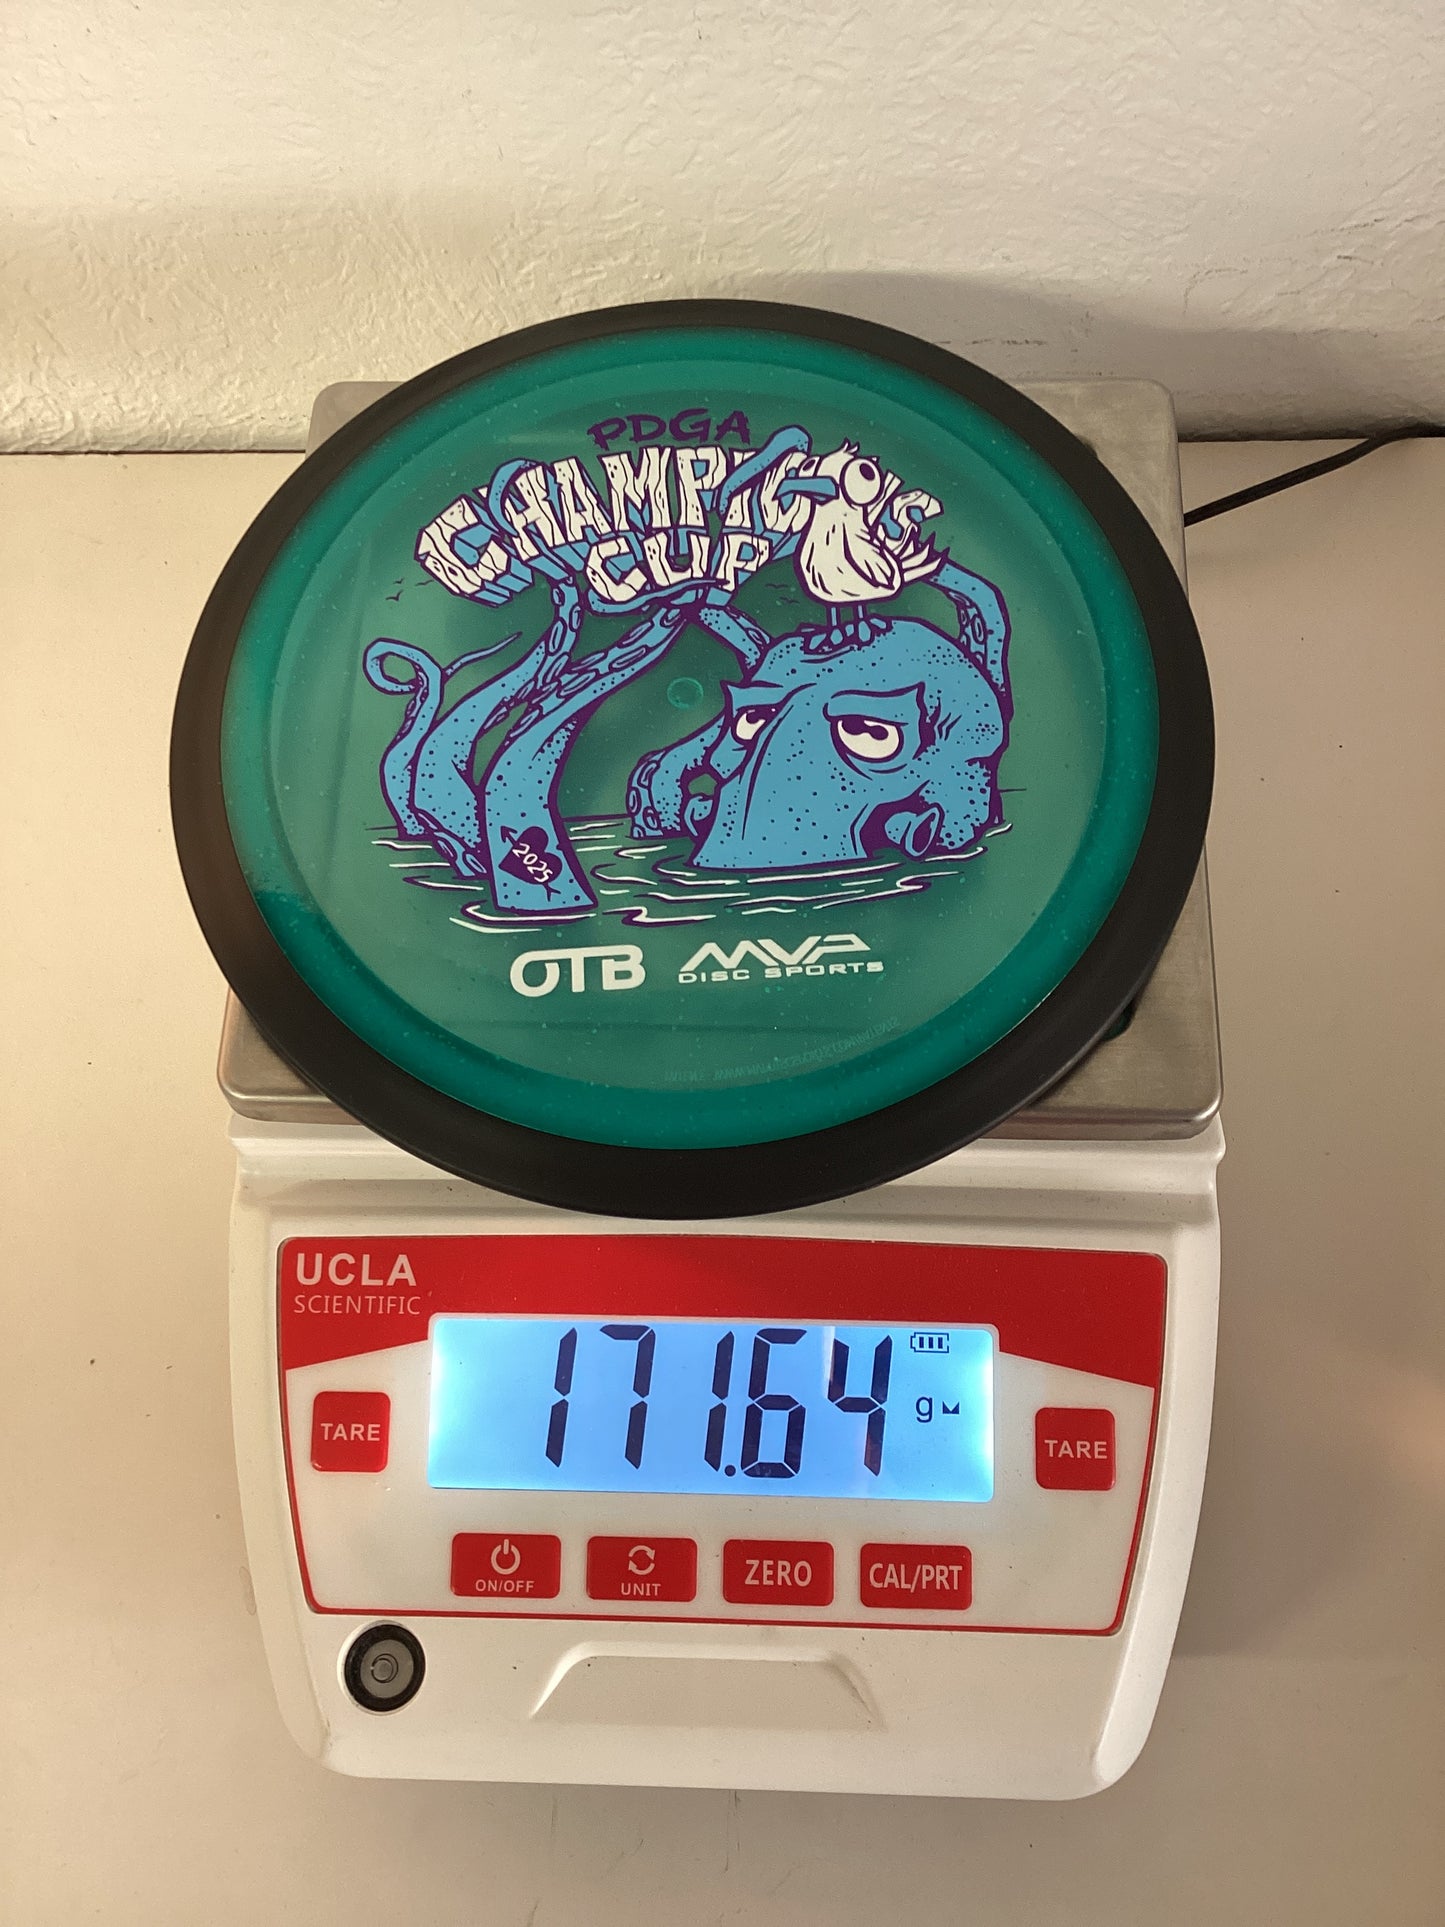 PDGA
CHAMPIONS
CUP
2025
OTB
MVP
DISC SPORTS
UCLA
SCIENTIFIC
171.64
g
TARE
TARE
ON/OFF
UNIT
ZERO
CAL/PRT